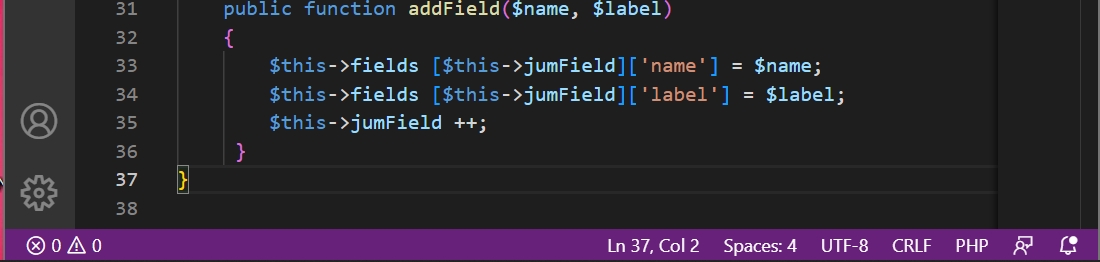 31 public function addField($name, $label)
32 {
33 $this->fields [$this->jumField]['name'] = $name;
34 $this->fields [$this->jumField]['label'] = $label;
35 $this->jumField ++;
36 }
37 }
38
0 0 Ln 37, Col 2 Spaces: 4 UTF-8 CRLF PHP